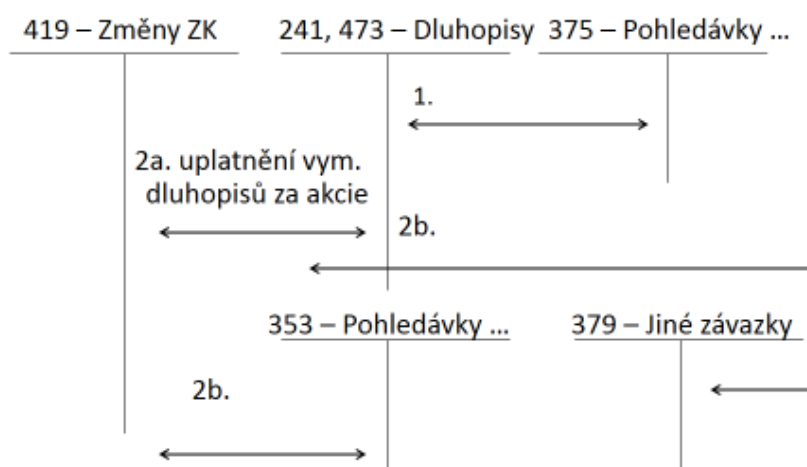 419 – Změny ZK
241, 473 – Dluhopisy
375 – Pohledávky ...
1.
2a. uplatnění vym.
dluhopisů za akcie
2b.
353 – Pohledávky ...
379 – Jiné závazky
2b.